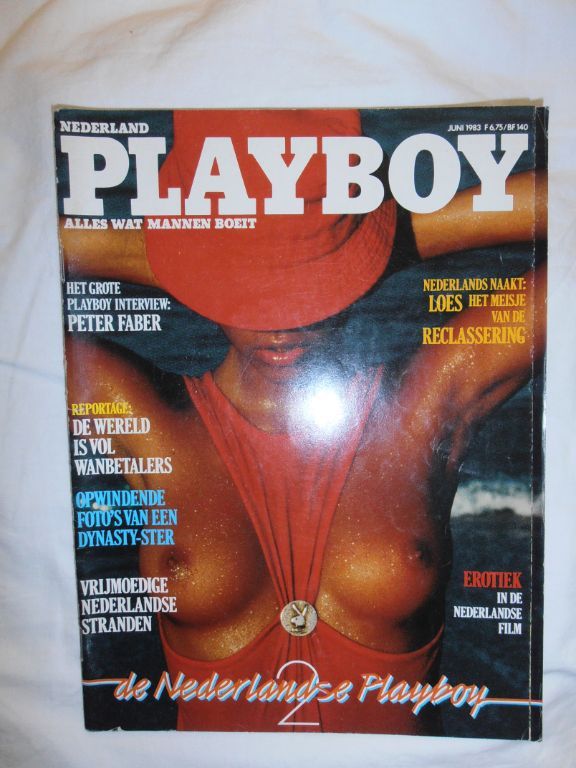 NEDERLAND
JUNI 1983 F 6,75/BF 140
PLAYBOY
ALLES WAT MANNEN BOEIT
HET GROTE
PLAYBOY INTERVIEW:
PETER FABER
NEDERLANDS NAAKT:
LOES HET MEISJE
VAN DE
RECLASSERING
REPORTAGE:
DE WERELD
IS VOL
WANBETALERS
OPWINDENDE
FOTO'S VAN EEN
DYNASTY-STER
VRIJMOEDIGE
NEDERLANDSE
STRANDEN
EROTIEK
IN DE
NEDERLANDSE
FILM
2
de Nederlandse Playboy